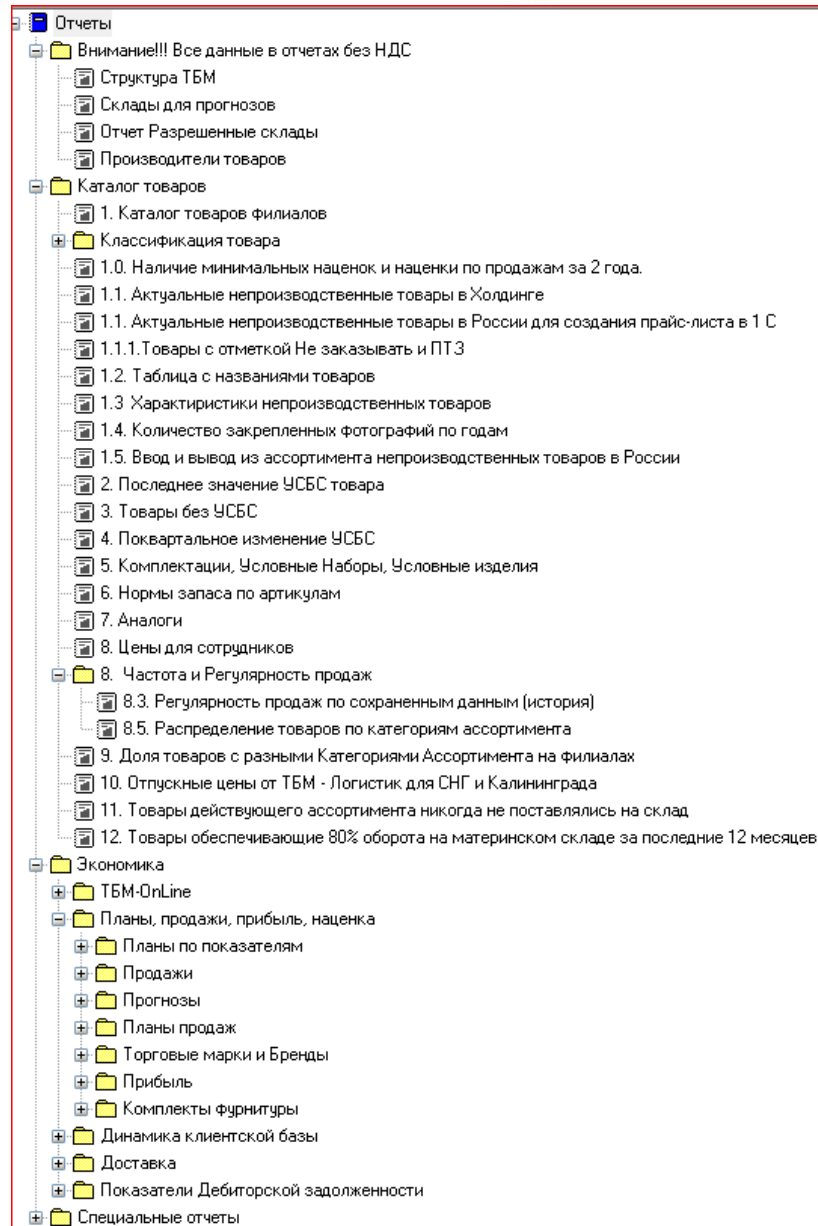 Отчеты
Внимание!!! Все данные в отчетах без НДС
Структура ТБМ
Склады для прогнозов
Отчет Разрешенные склады
Производители товаров
Каталог товаров
1. Каталог товаров филиалов
Классификация товара
1.0. Наличие минимальных наценок и наценки по продажам за 2 года.
1.1. Актуальные непроизводственные товары в Холдинге
1.1. Актуальные непроизводственные товары в России для создания прайс-листа в 1 С
1.1.1.Товары с отметкой Не заказывать и ПТЗ
1.2. Таблица с названиями товаров
1.3 Характиристики непроизводственных товаров
1.4. Количество закрепленных фотографий по годам
1.5. Ввод и вывод из ассортимента непроизводственных товаров в России
2. Последнее значение УСБС товара
3. Товары без УСБС
4. Поквартальное изменение УСБС
5. Комплектации, Условные Наборы, Условные изделия
6. Нормы запаса по артикулам
7. Аналоги
8. Цены для сотрудников
8. Частота и Регулярность продаж
8.3. Регулярность продаж по сохраненным данным (история)
8.5. Распределение товаров по категориям ассортимента
9. Доля товаров с разными Категориями Ассортимента на филиалах
10. Отпускные цены от ТБМ - Логистик для СНГ и Калининграда
11. Товары действующего ассортимента никогда не поставлялись на склад
12. Товары обеспечивающие 80% оборота на материнском складе за последние 12 месяцев
Экономика
ТБМ-OnLine
Планы, продажи, прибыль, наценка
Планы по показателям
Продажи
Прогнозы
Планы продаж
Торговые марки и Бренды
Прибыль
Комплекты фурнитуры
Динамика клиентской базы
Доставка
Показатели Дебиторской задолженности
Специальные отчеты